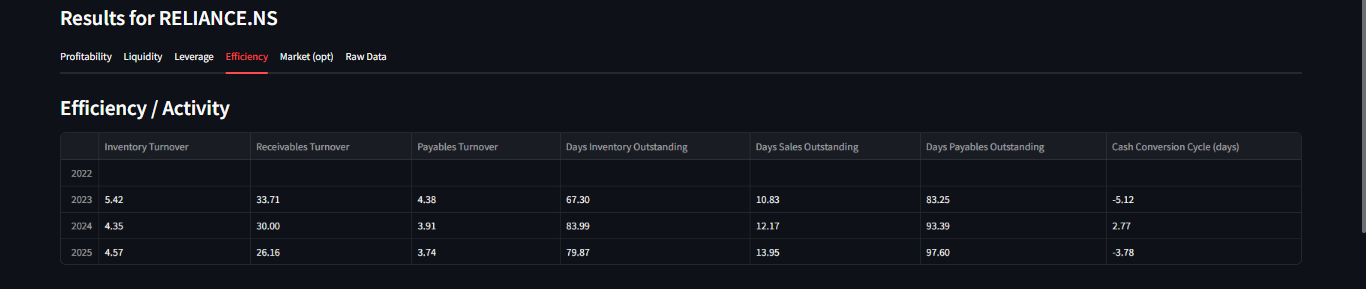 Results for RELIANCE.NS
Profitability Liquidity Leverage Efficiency Market (opt) Raw Data
Efficiency / Activity
Inventory Turnover Receivables Turnover Payables Turnover Days Inventory Outstanding Days Sales Outstanding Days Payables Outstanding Cash Conversion Cycle (days)
2022
2023 5.42 33.71 4.38 67.30 10.83 83.25 -5.12
2024 4.35 30.00 3.91 83.99 12.17 93.39 2.77
2025 4.57 26.16 3.74 79.87 13.95 97.60 -3.78